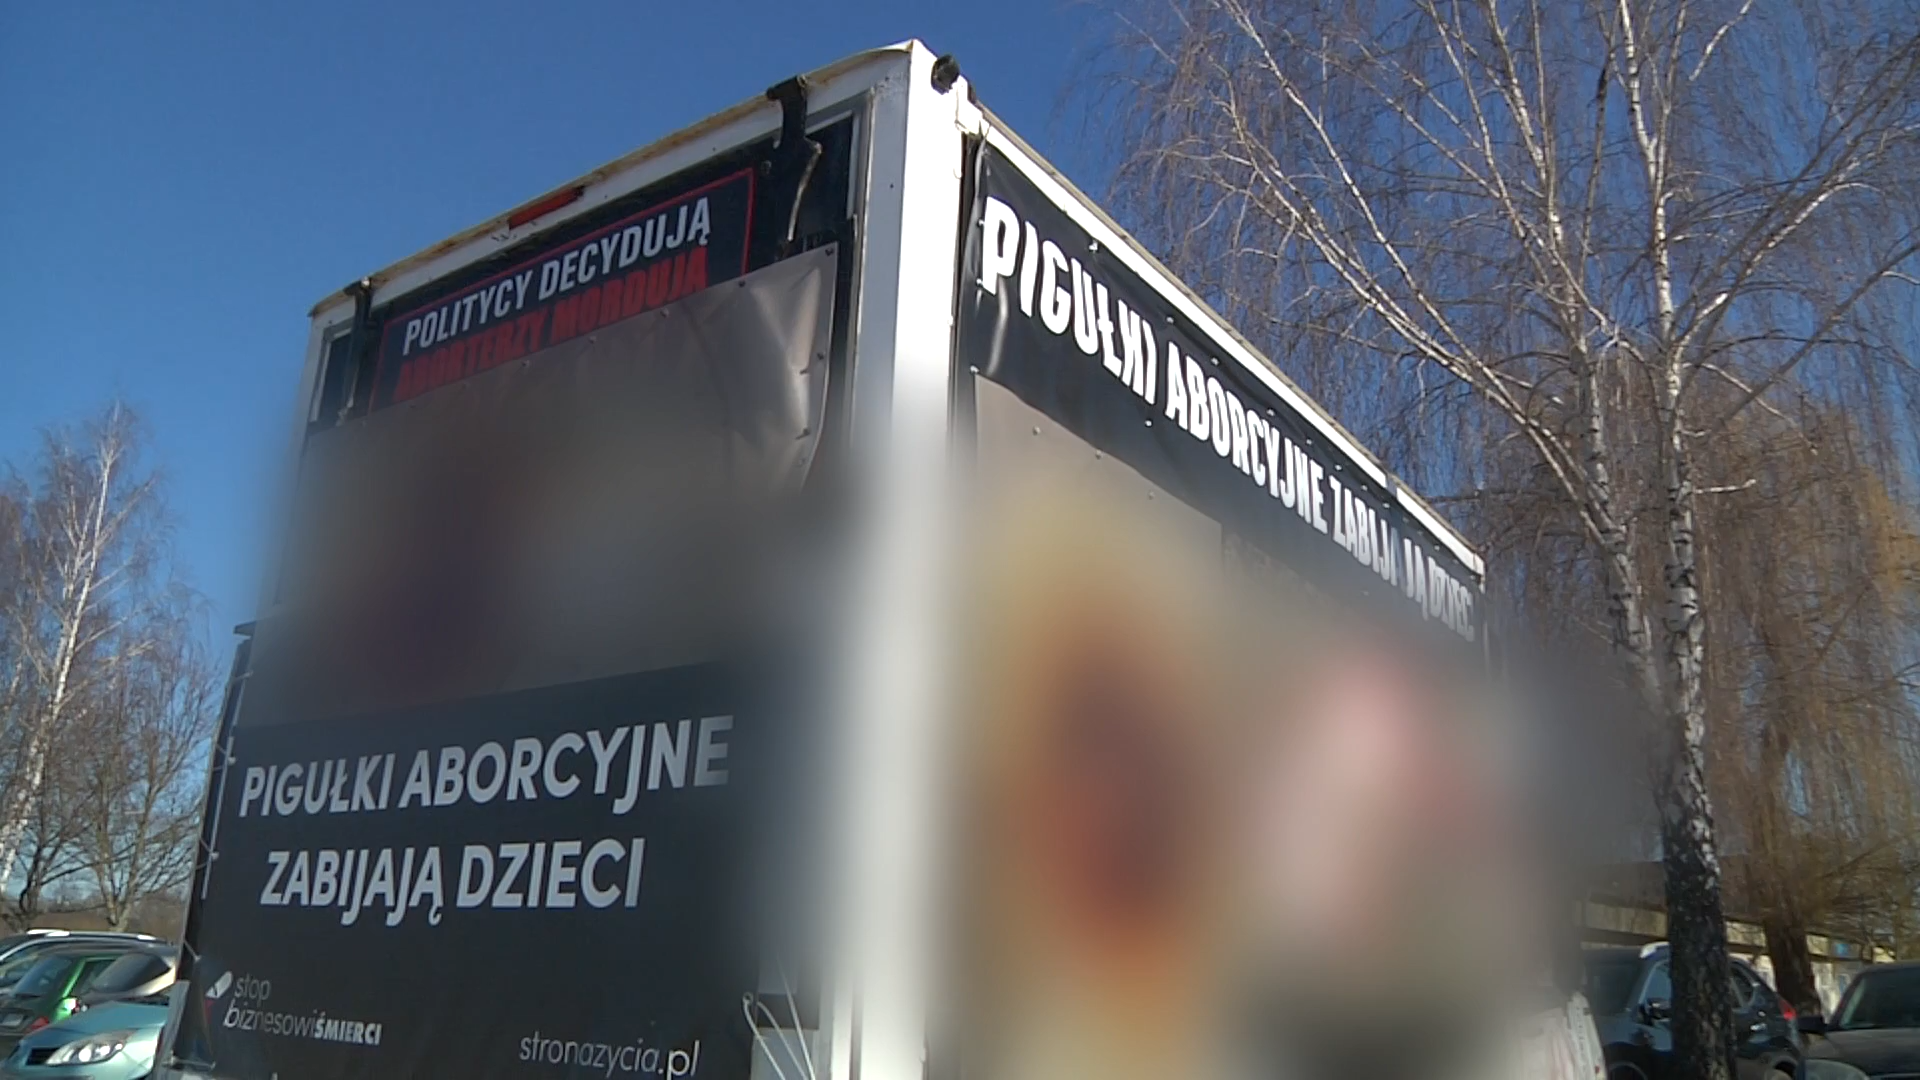 POLITYCY DECYDUJĄ
ABORTERZY MORDUJĄ
PIGUŁKI ABORCYJNE
ZABIJAJĄ DZIECI
stop
biznesowiŚMIERCI
stronazycia.pl
PIGUŁKI ABORCYJNE ZABIJAJĄ DZIECI